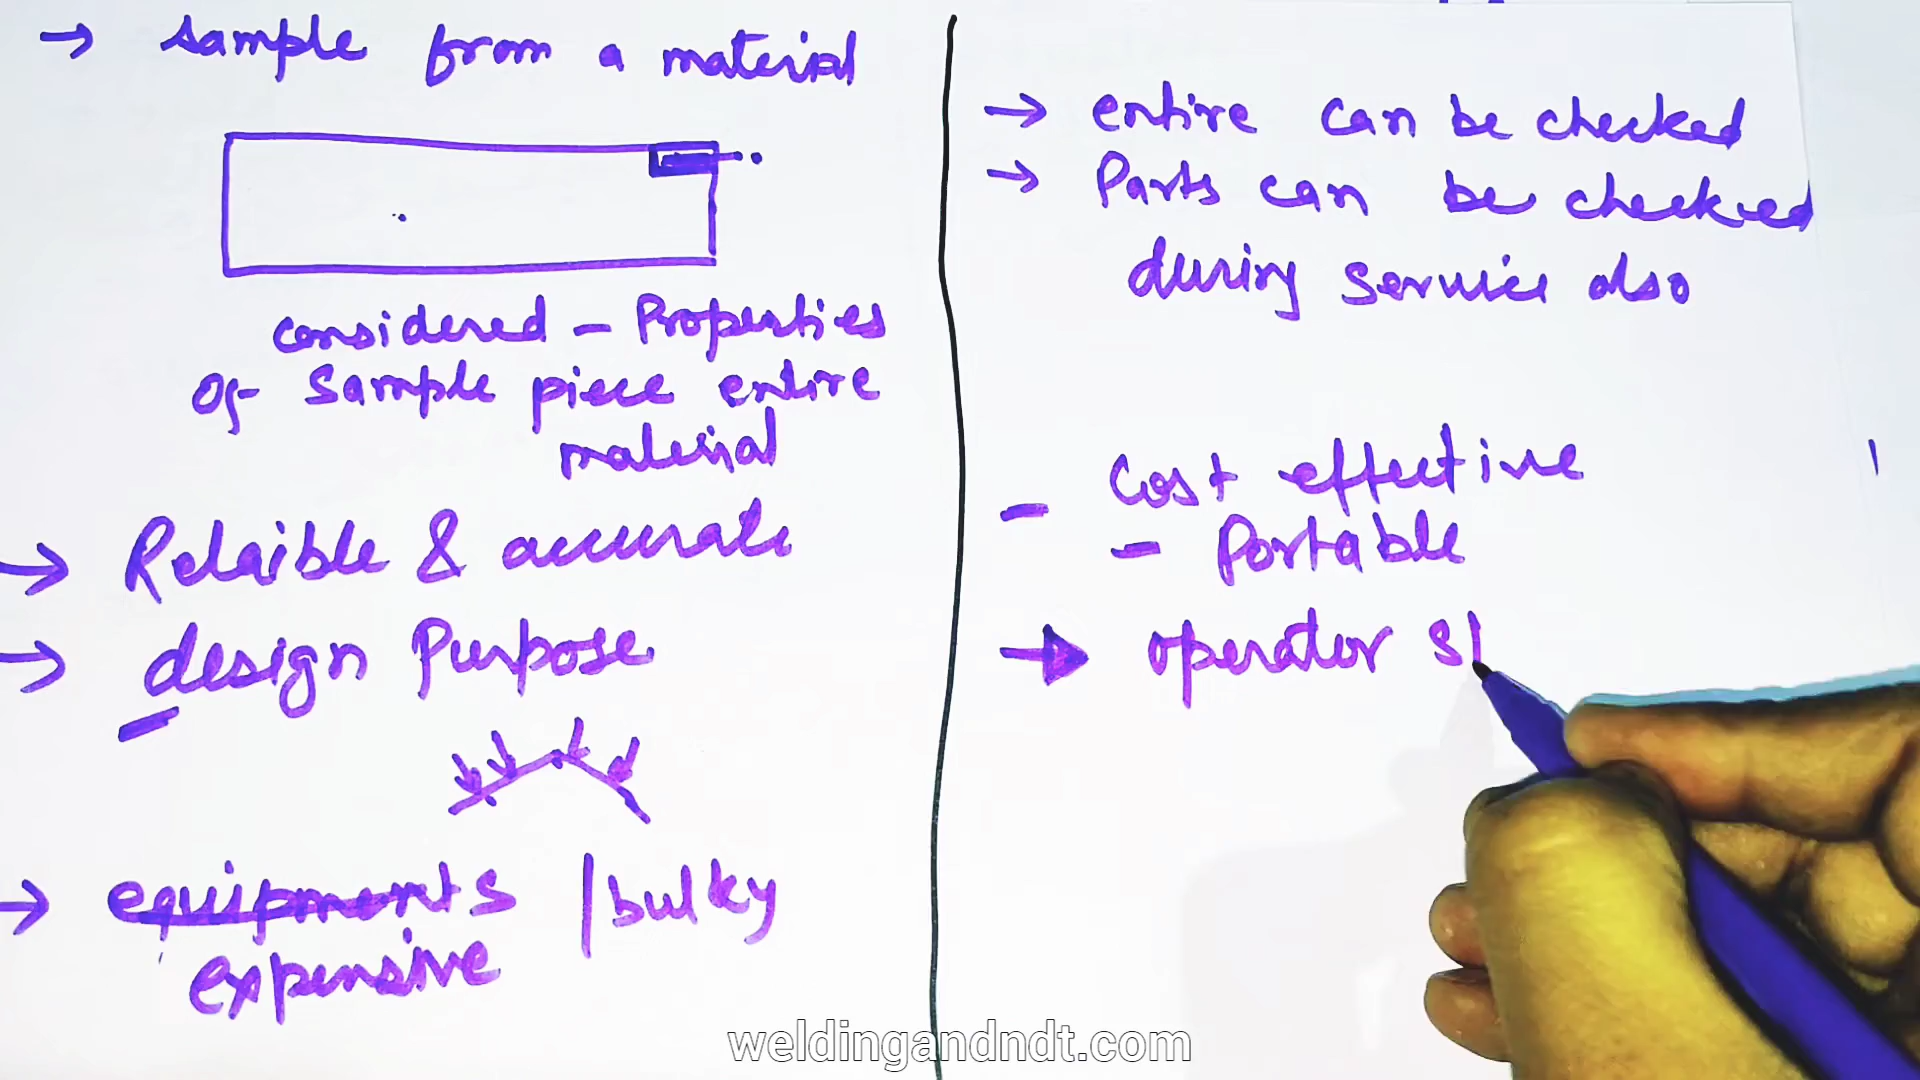 → Sample from a material
considered - Properties
of Sample piece entire
material
→ Relaible & accurate
→ design Purpose
→ equipments / bulky
expensive
→ entire can be checked
→ Parts can be checked
during service also
- Cost effective
- Portable
→ operator sl
weldingandndt.com